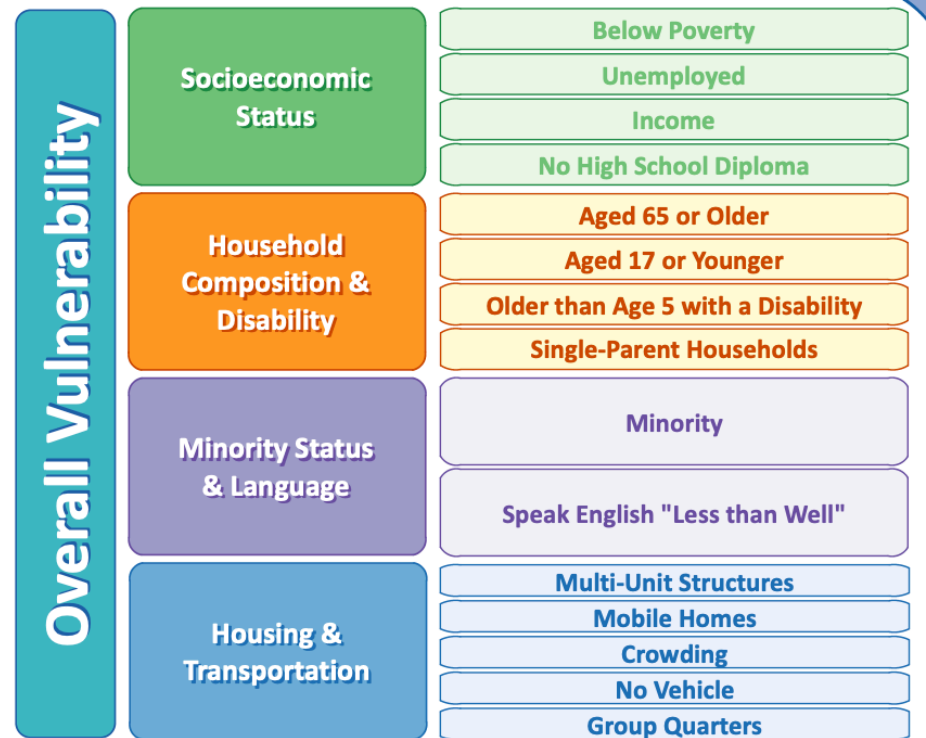 Overall Vulnerability
Socioeconomic
Status
Below Poverty
Unemployed
Income
No High School Diploma
Household
Composition &
Disability
Aged 65 or Older
Aged 17 or Younger
Older than Age 5 with a Disability
Single-Parent Households
Minority Status
& Language
Minority
Speak English "Less than Well"
Housing &
Transportation
Multi-Unit Structures
Mobile Homes
Crowding
No Vehicle
Group Quarters